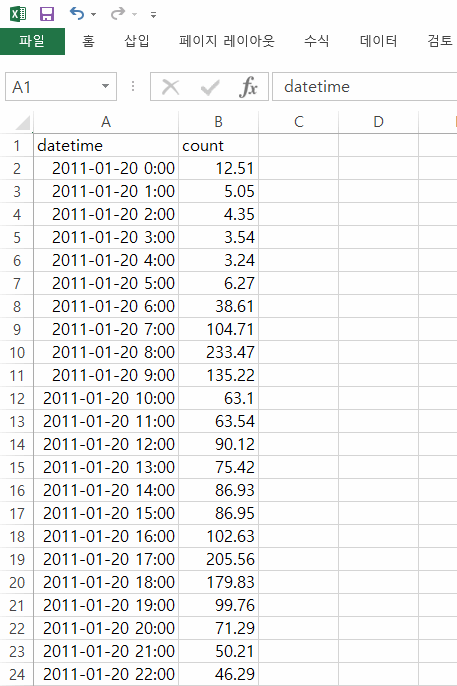 파일 홈 삽입 페이지 레이아웃 수식 데이터 검토
A1 fx datetime
A B C D
1 datetime count
2 2011-01-20 0:00 12.51
3 2011-01-20 1:00 5.05
4 2011-01-20 2:00 4.35
5 2011-01-20 3:00 3.54
6 2011-01-20 4:00 3.24
7 2011-01-20 5:00 6.27
8 2011-01-20 6:00 38.61
9 2011-01-20 7:00 104.71
10 2011-01-20 8:00 233.47
11 2011-01-20 9:00 135.22
12 2011-01-20 10:00 63.1
13 2011-01-20 11:00 63.54
14 2011-01-20 12:00 90.12
15 2011-01-20 13:00 75.42
16 2011-01-20 14:00 86.93
17 2011-01-20 15:00 86.95
18 2011-01-20 16:00 102.63
19 2011-01-20 17:00 205.56
20 2011-01-20 18:00 179.83
21 2011-01-20 19:00 99.76
22 2011-01-20 20:00 71.29
23 2011-01-20 21:00 50.21
24 2011-01-20 22:00 46.29